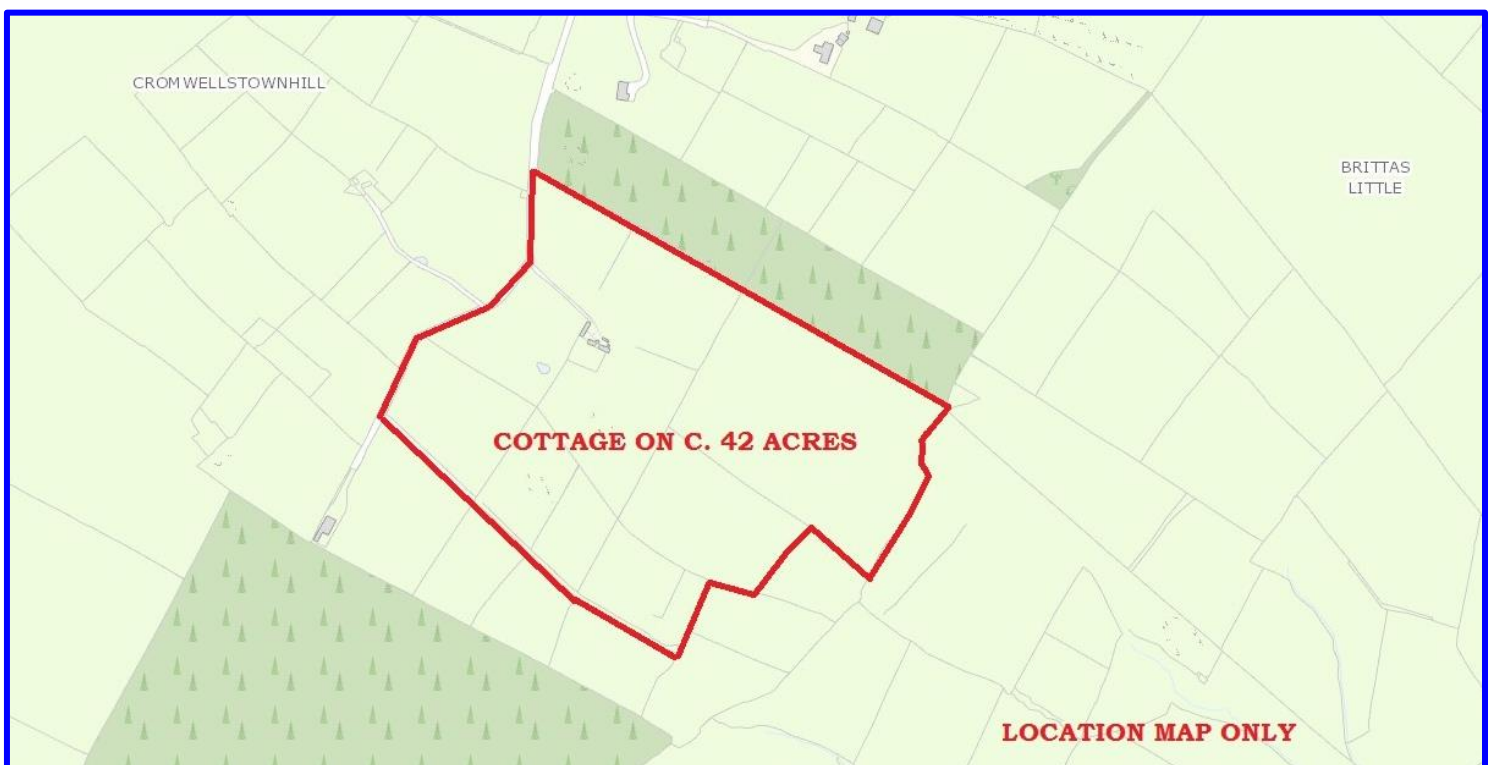 CROMWELLSTOWNHILL
BRITTAS
LITTLE
COTTAGE ON C. 42 ACRES
LOCATION MAP ONLY